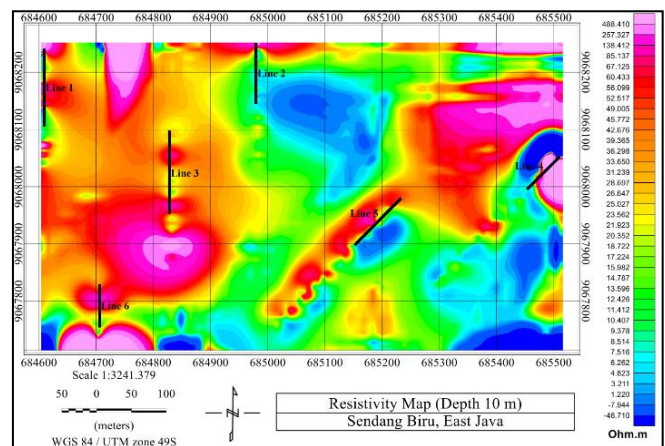 684600 684700 684800 684900 685000 685100 685200 685300 685400 685500
9068200 9068100 9068000 9067900 9067800
Line 1
Line 2
Line 3
Line 4
Line 5
Line 6
9068200 9068100 9068000 9067900 9067800
684600 684700 684800 684900 685000 685100 685200 685300 685400 685500
Scale 1:3241.379
50 0 50 100
(meters)
WGS 84 / UTM zone 49S
N
Resistivity Map (Depth 10 m)
Sendang Biru, East Java
488.410
257.327
138.412
85.137
67.125
60.433
56.099
52.517
49.005
45.772
42.676
39.365
36.298
33.650
31.239
28.697
26.647
25.027
23.562
21.923
20.352
18.722
17.224
15.982
14.787
13.596
12.426
11.412
10.407
9.378
8.514
7.516
6.262
4.823
3.211
1.220
-7.944
-46.710
Ohm.m